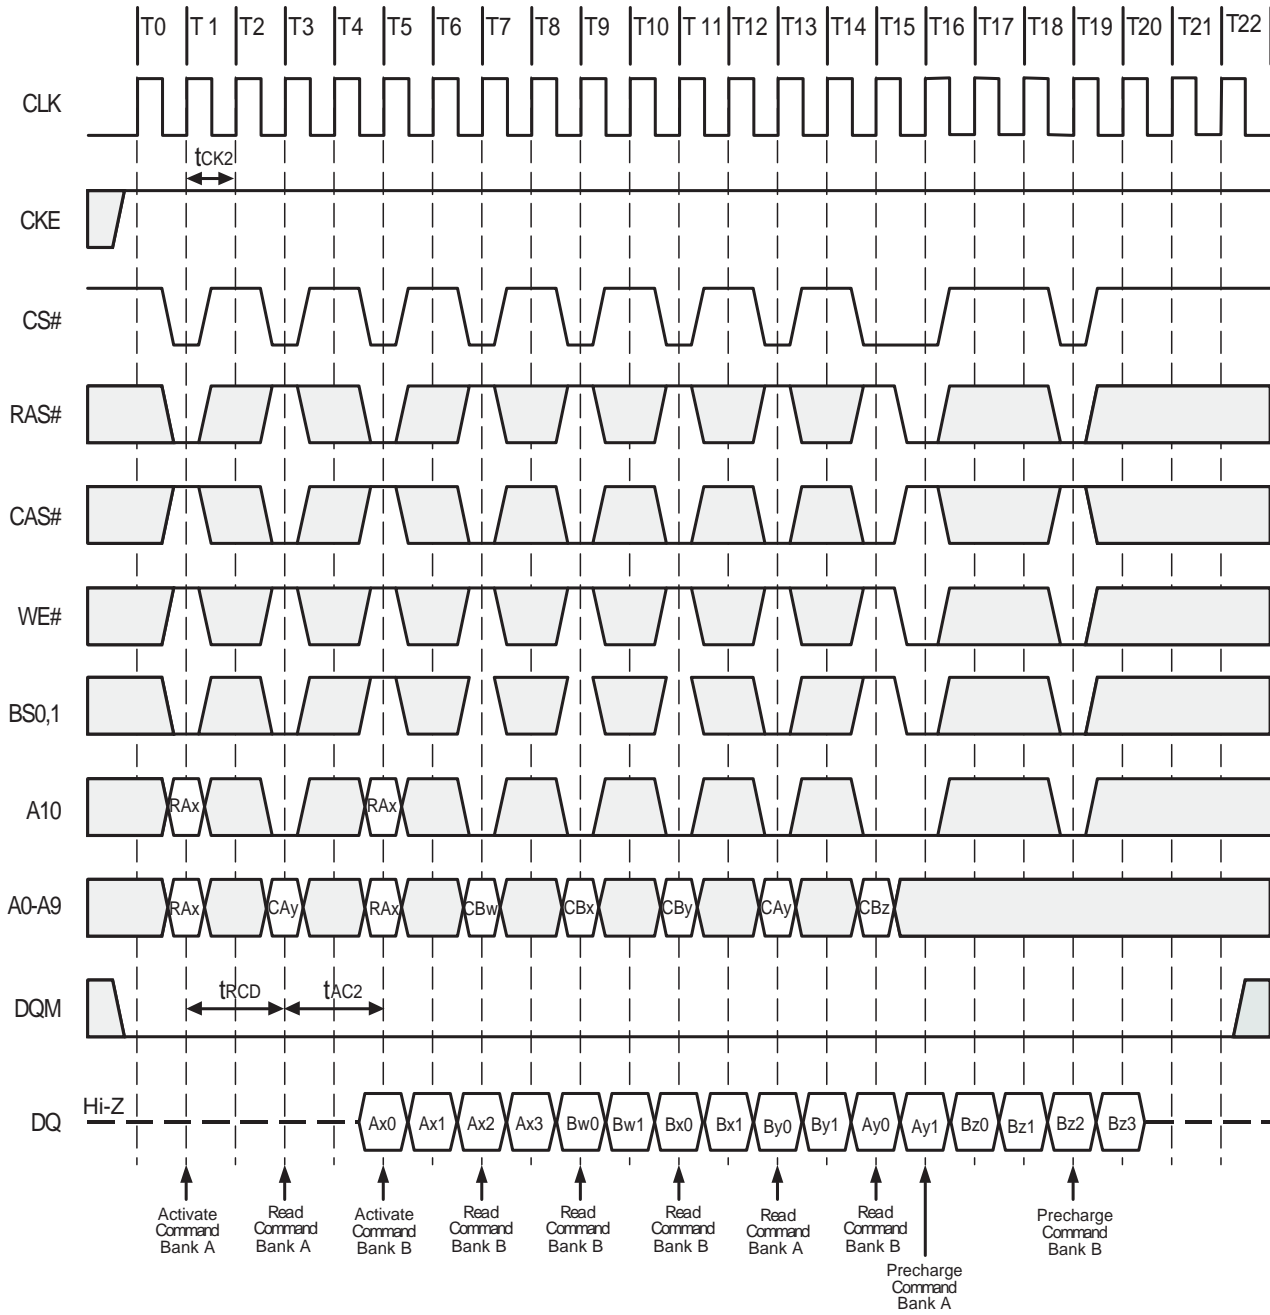 T0 T 1 T2 T3 T4 T5 T6 T7 T8 T9 T10 T 11 T12 T13 T14 T15 T16 T17 T18 T19 T20 T21 T22
CLK
tCK2
CKE
CS#
RAS#
CAS#
WE#
BS0,1
A10 RAx RAx
A0-A9 RAx CAy RAx CBw CBx CBy CAy CBz
DQM tRCD tAC2
Hi-Z
DQ Ax0 Ax1 Ax2 Ax3 Bw0 Bw1 Bx0 Bx1 By0 By1 Ay0 Ay1 Bz0 Bz1 Bz2 Bz3
Activate
Command
Bank A
Read
Command
Bank A
Activate
Command
Bank B
Read
Command
Bank B
Read
Command
Bank B
Read
Command
Bank B
Read
Command
Bank A
Read
Command
Bank B
Precharge
Command
Bank A
Precharge
Command
Bank B